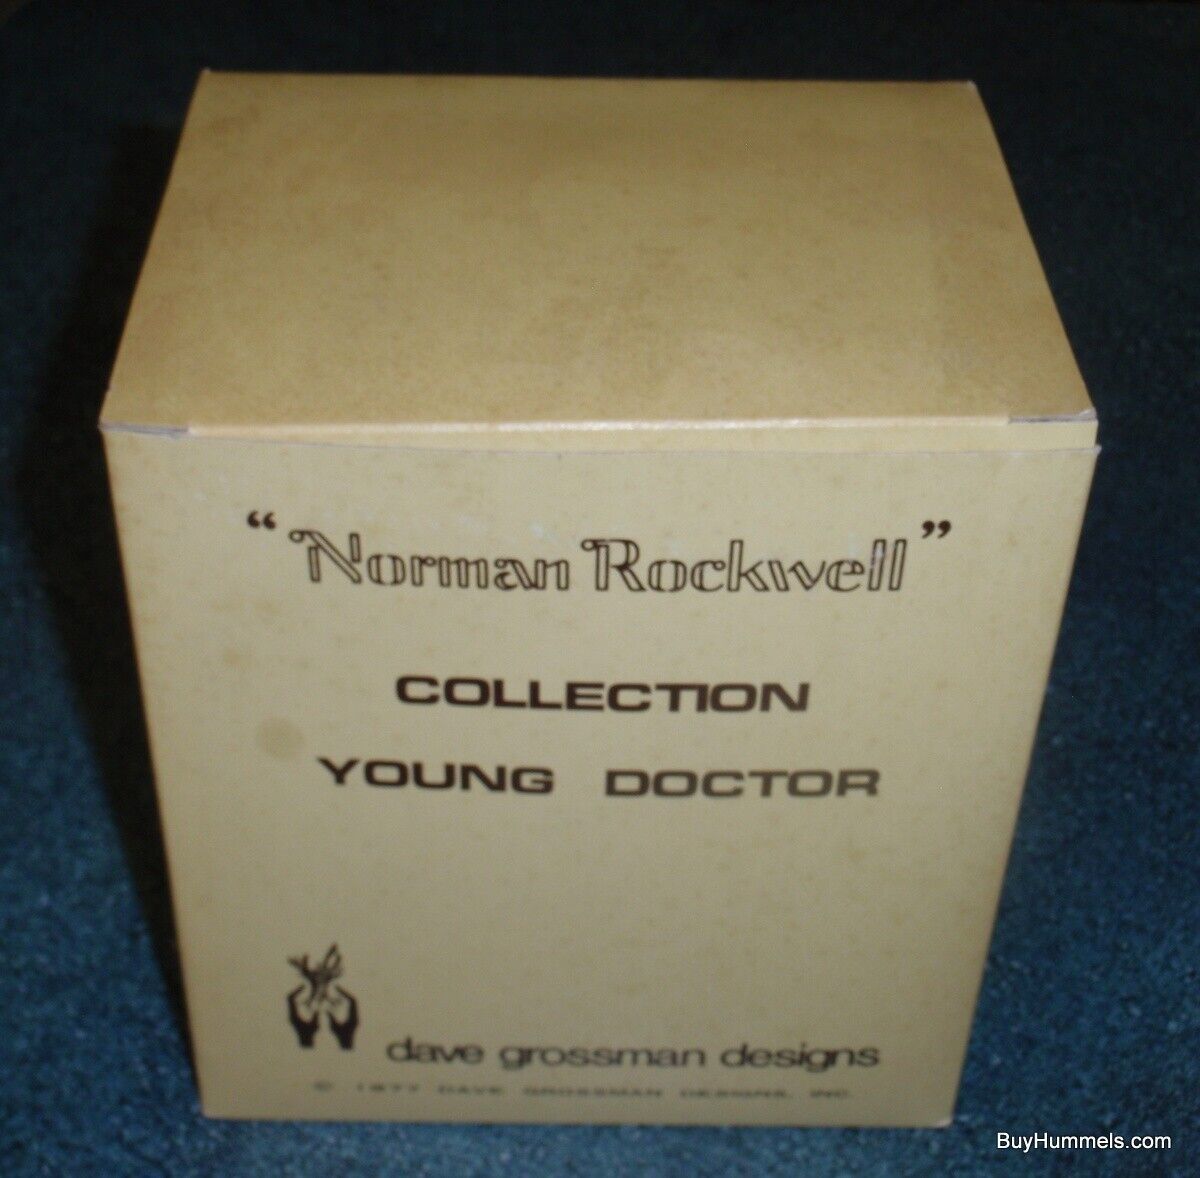 “Norman Rockwell”
COLLECTION
YOUNG DOCTOR
dave grossman designs
© 1977 DAVE GROSSMAN DESIGNS, INC.
BuyHummels.com